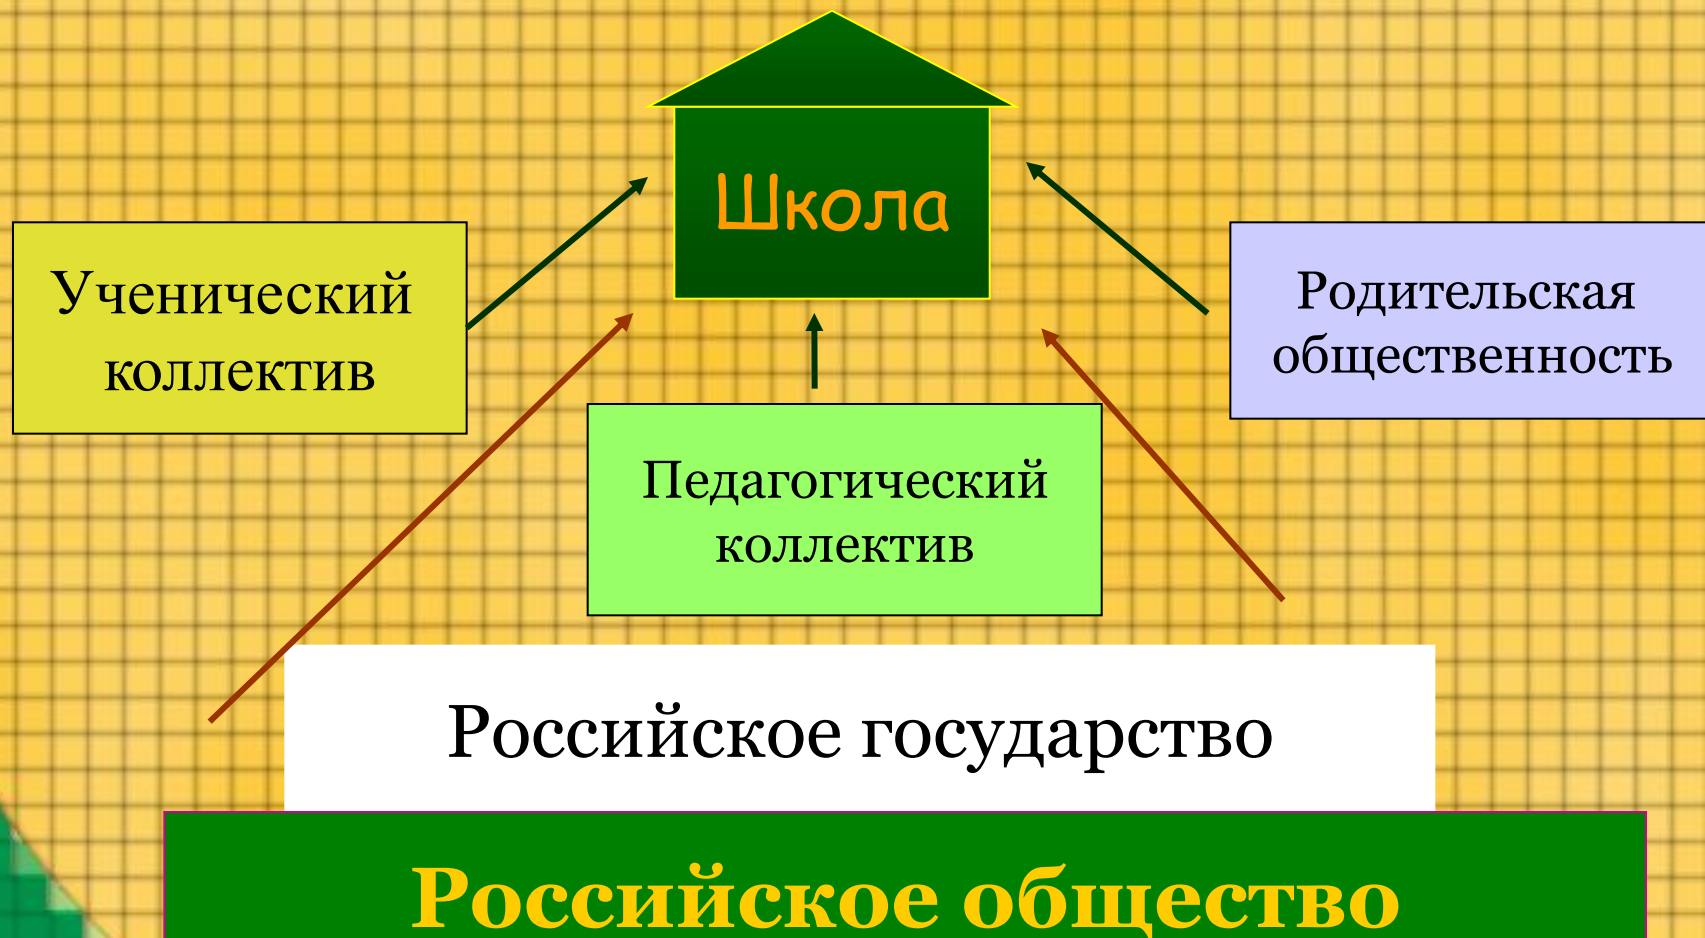 Школа
Ученический
коллектив
Родительская
общественность
Педагогический
коллектив
Российское государство
Российское общество